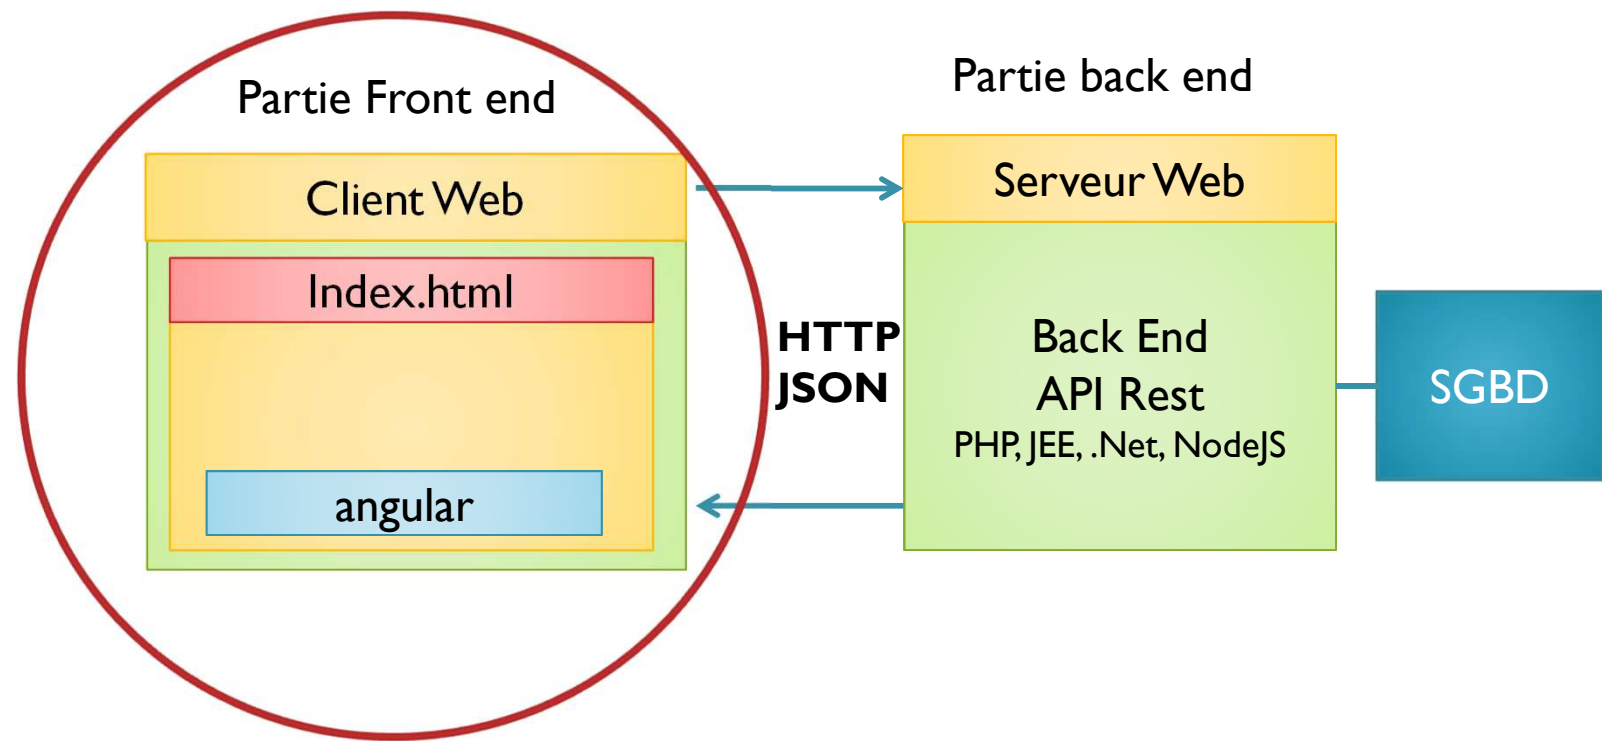 Partie Front end
Client Web
Index.html
angular
HTTP
JSON
Partie back end
Serveur Web
Back End
API Rest
PHP, JEE, .Net, NodeJS
SGBD